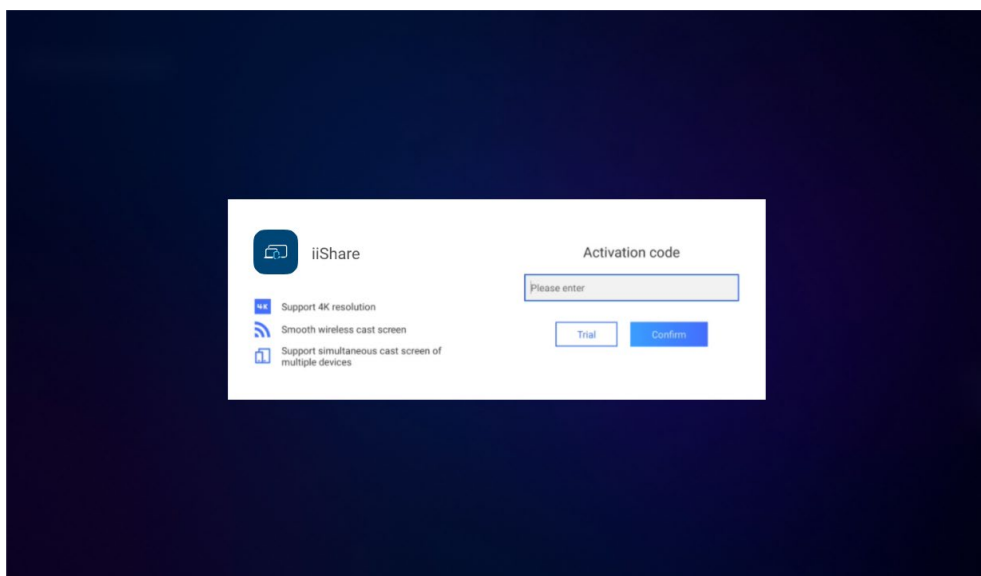 iiShare
4K
Support 4K resolution
Smooth wireless cast screen
Support simultaneous cast screen of
multiple devices
Activation code
Please enter
Trial
Confirm